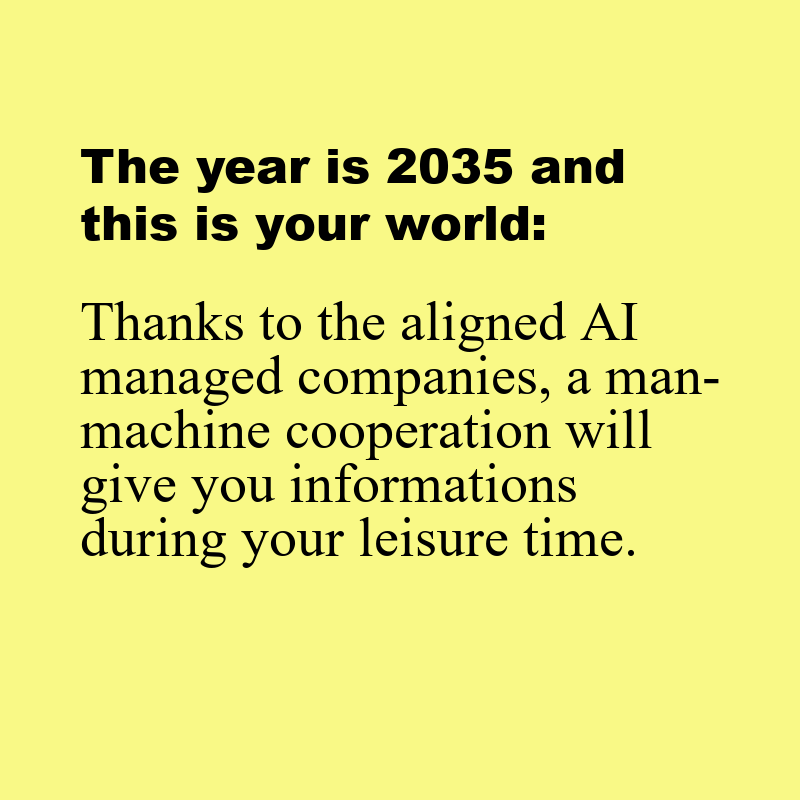 The year is 2035 and
this is your world:
Thanks to the aligned AI
managed companies, a man-
machine cooperation will
give you informations
during your leisure time.